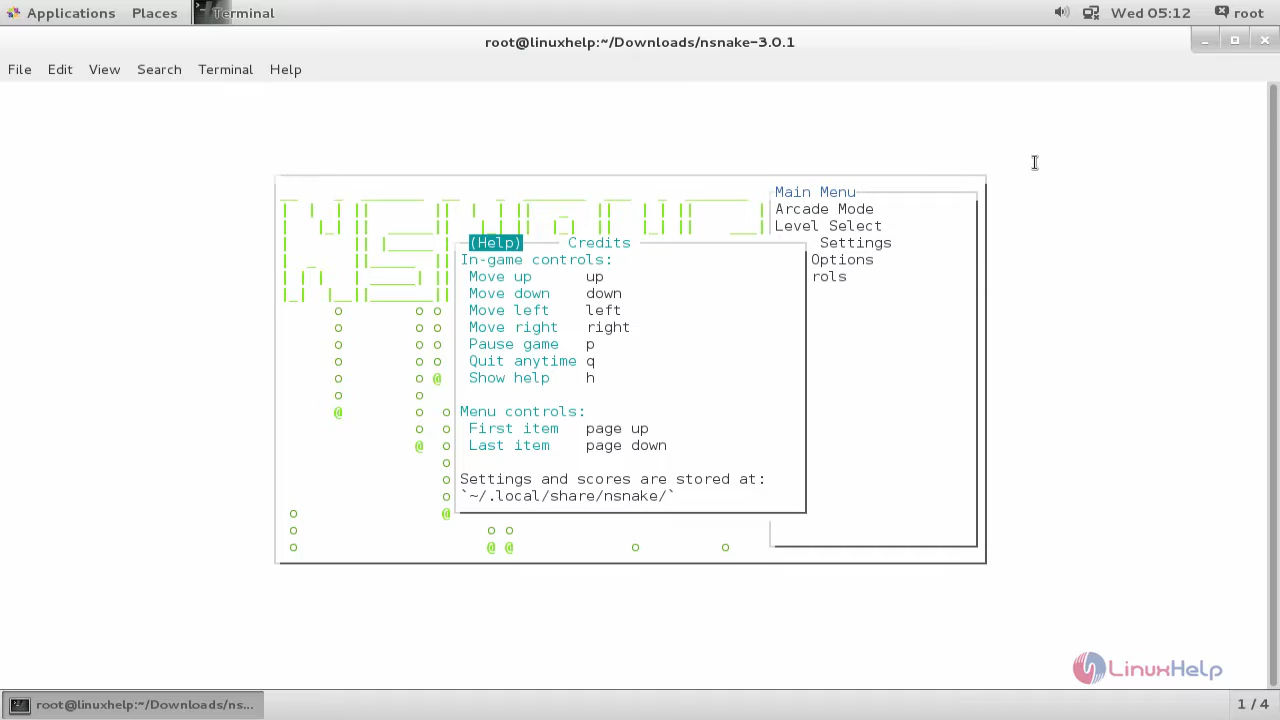 Applications Places Terminal Wed 05:12 root
root@linuxhelp:~/Downloads/nsnake-3.0.1
File Edit View Search Terminal Help
Main Menu
Arcade Mode
Level Select
(Help) Credits Settings
In-game controls: Options
Move up up rols
Move down down
Move left left
Move right right
Pause game p
Quit anytime q
Show help h
Menu controls:
First item page up
Last item page down
Settings and scores are stored at:
`~/.local/share/nsnake/`
LinuxHelp
root@linuxhelp:~/Downloads/ns... 1 / 4